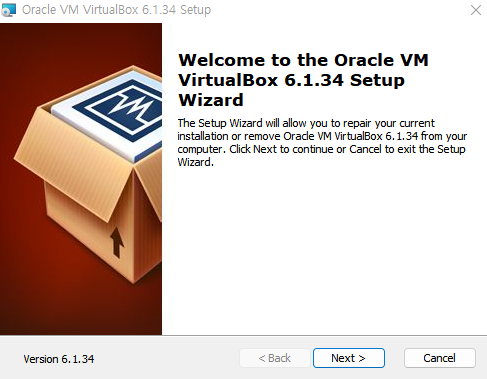 Oracle VM VirtualBox 6.1.34 Setup
Welcome to the Oracle VM
VirtualBox 6.1.34 Setup
Wizard
The Setup Wizard will allow you to repair your current
installation or remove Oracle VM VirtualBox 6.1.34 from your
computer. Click Next to continue or Cancel to exit the Setup
Wizard.
VM
Version 6.1.34
< Back
Next >
Cancel